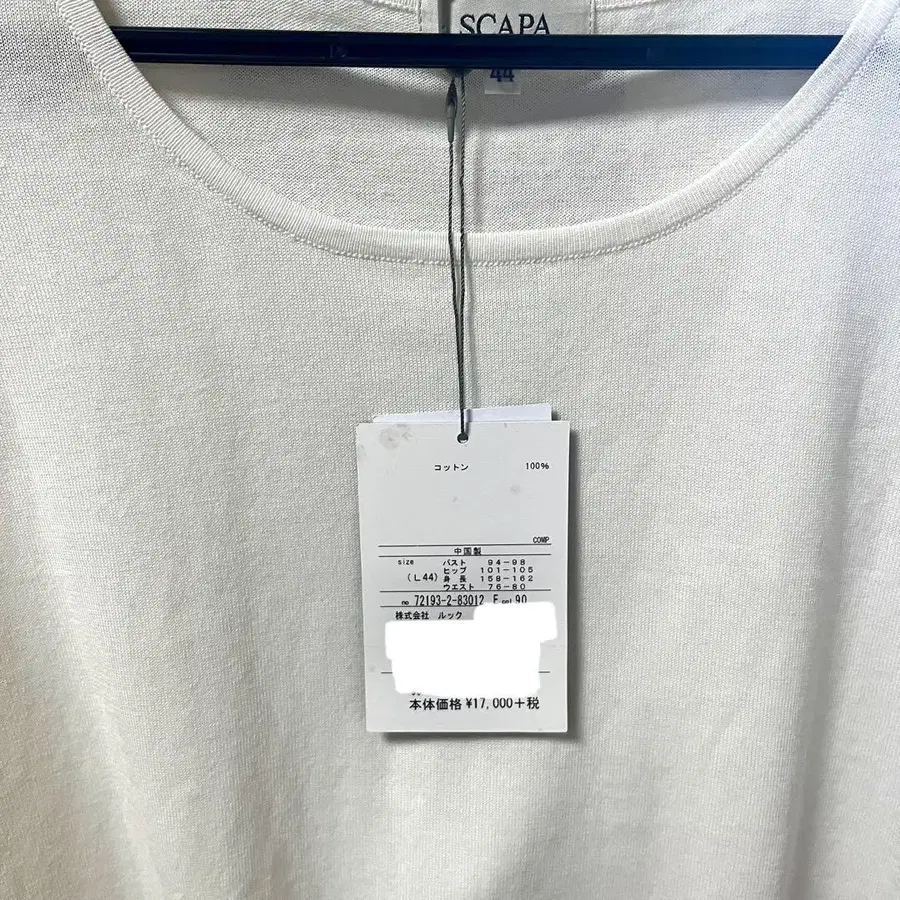 SCAPA
44
コットン 100%
COMP
中国製
size バスト 94-98
ヒップ 101-105
(L44) 身長 158-162
ウエスト 76-80
no 72193-2-83012 F col 90
株式会社 ルック
本体価格 ¥17,000+税